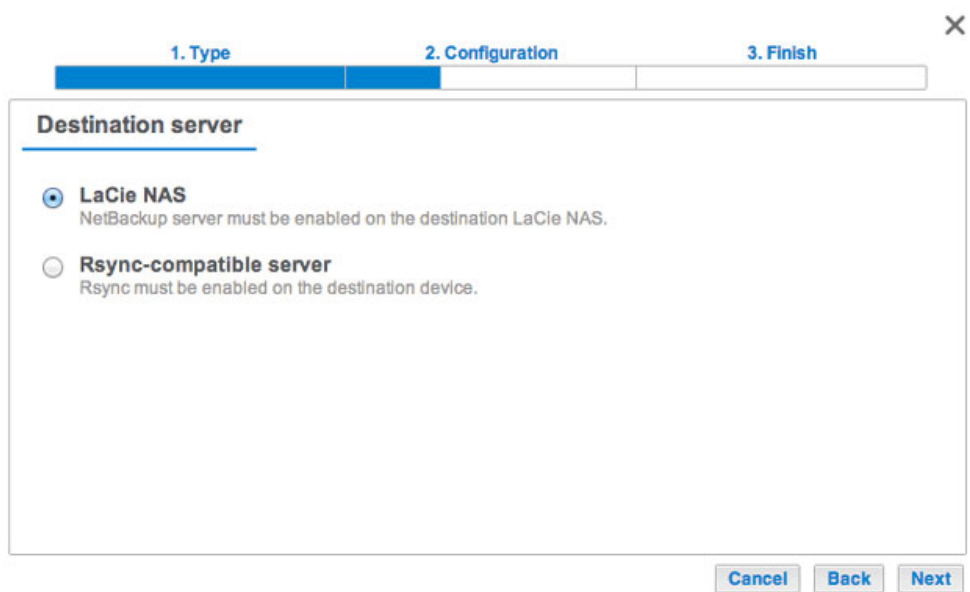 1. Type 2. Configuration 3. Finish
Destination server
LaCie NAS
NetBackup server must be enabled on the destination LaCie NAS.
Rsync-compatible server
Rsync must be enabled on the destination device.
Cancel Back Next